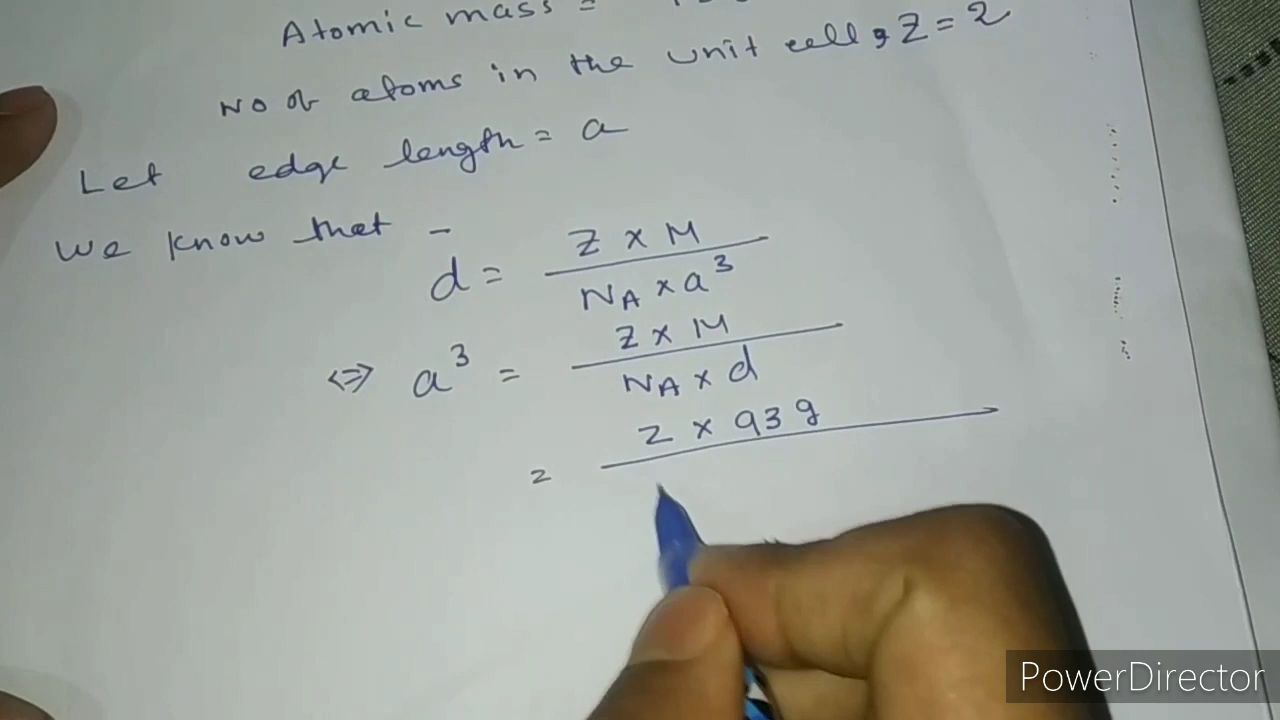 Atomic mass =
No of atoms in the unit cell, Z = 2
Let edge length = a
We know that -
d = Z × M / NA × a³
⇔ a³ = Z × M / NA × d
= 2 × 93 g
PowerDirector